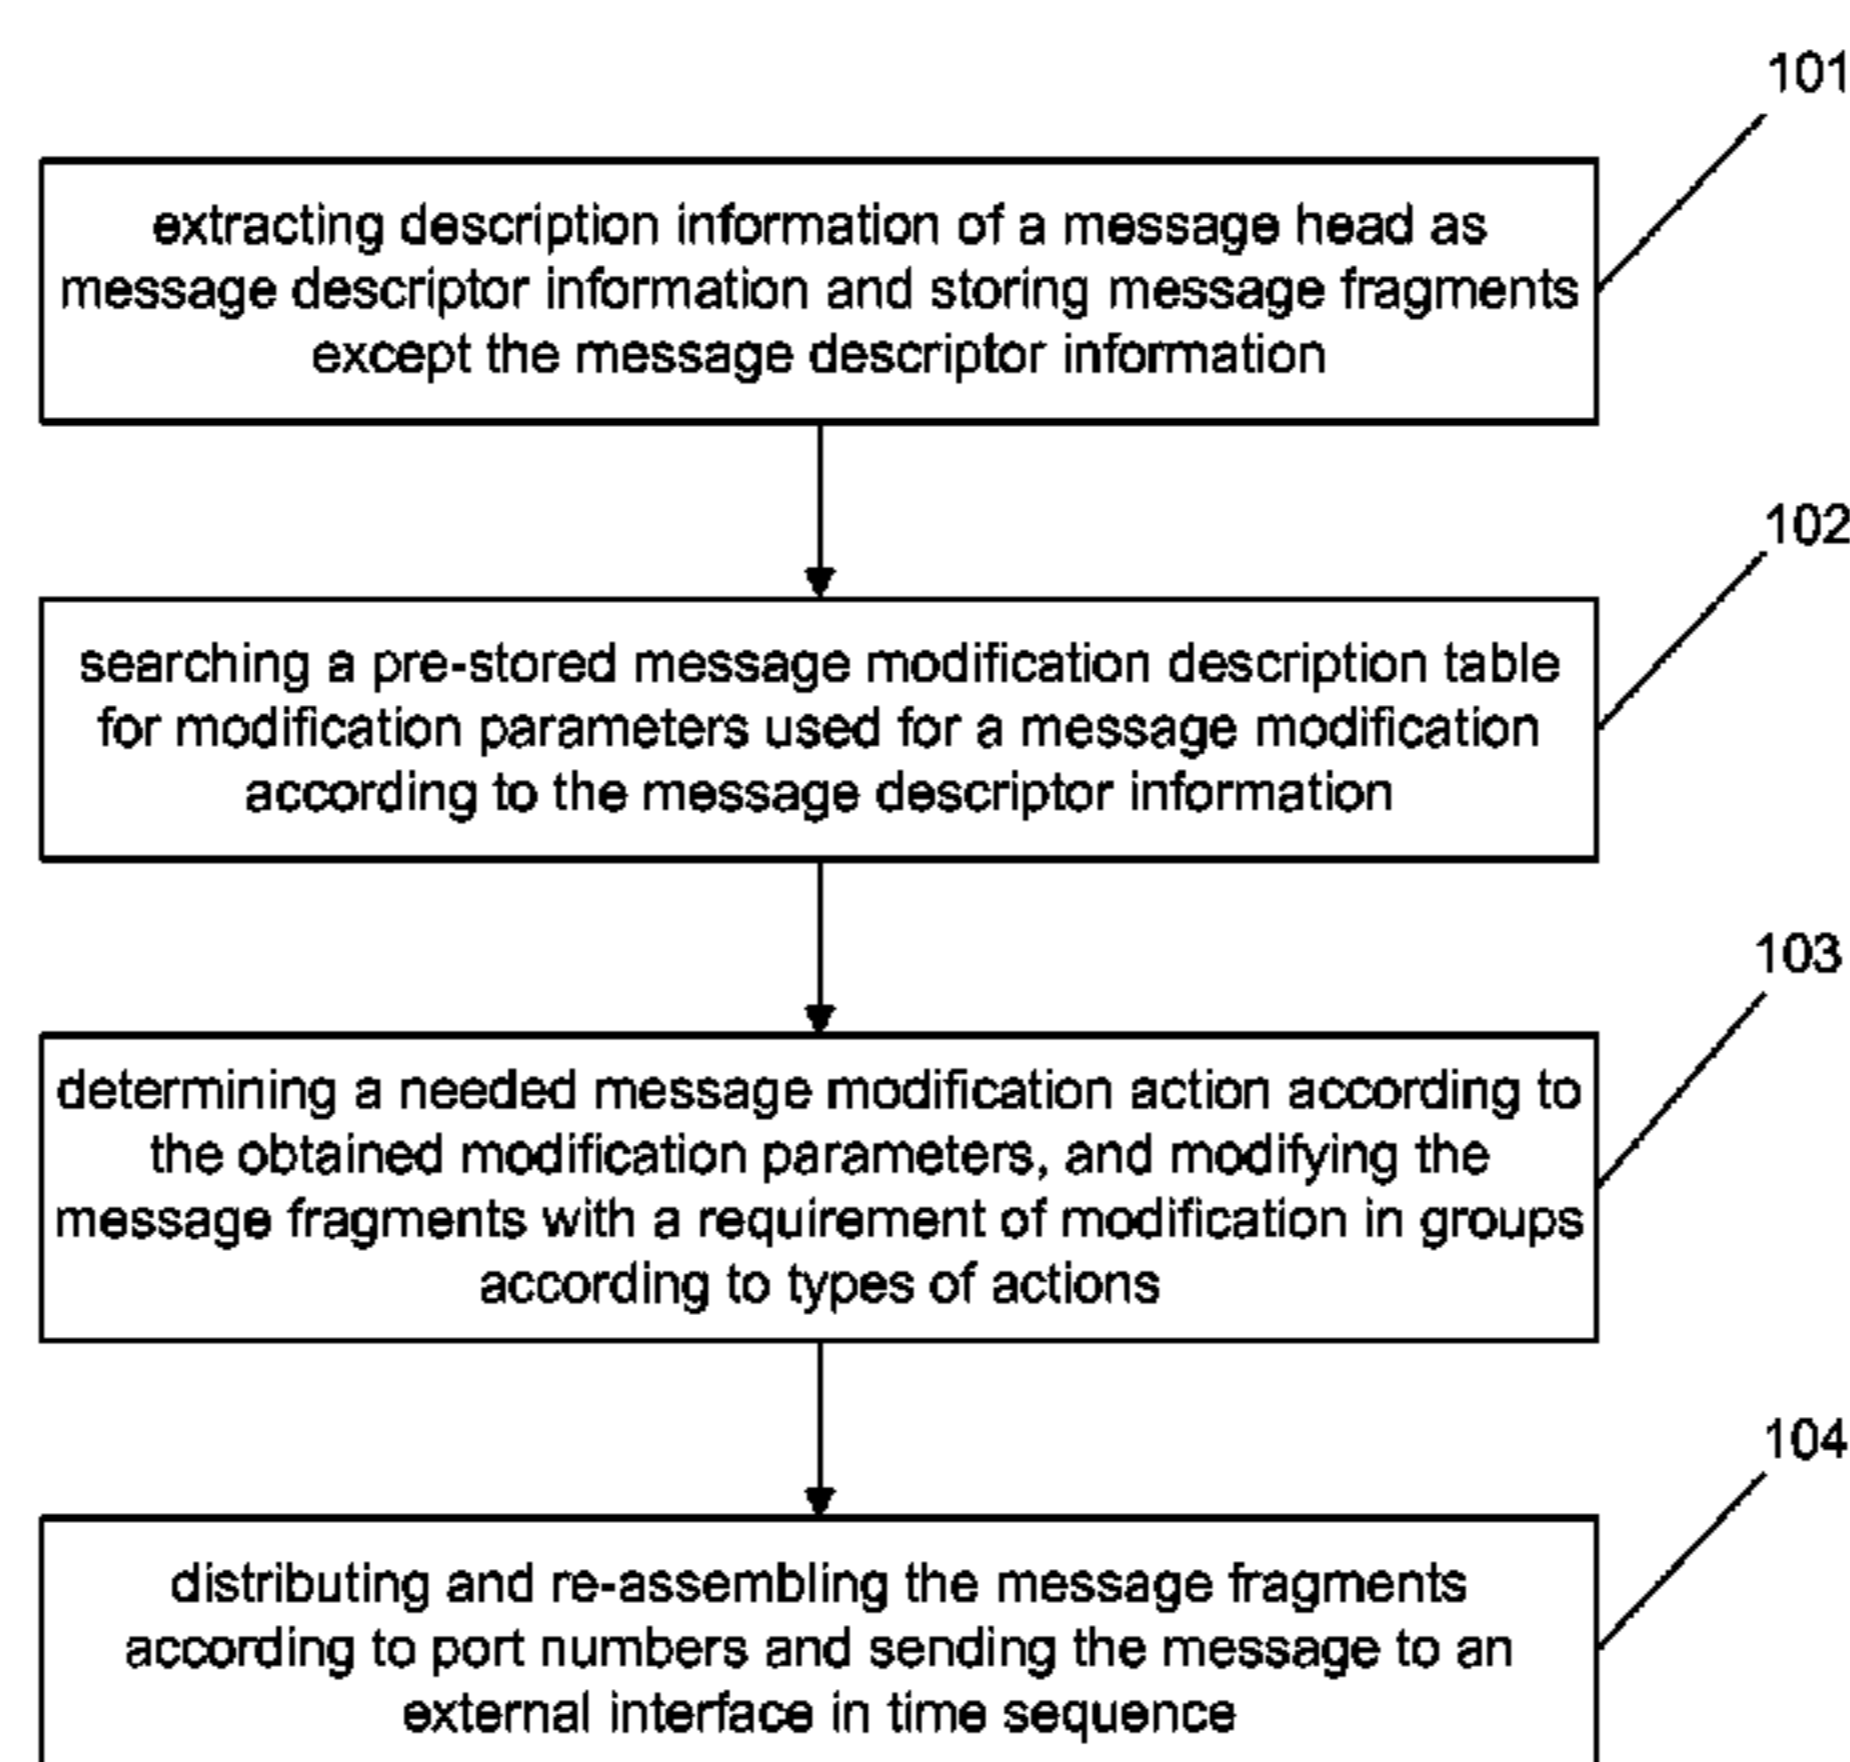 101
extracting description information of a message head as
message descriptor information and storing message fragments
except the message descriptor information
102
searching a pre-stored message modification description table
for modification parameters used for a message modification
according to the message descriptor information
103
determining a needed message modification action according to
the obtained modification parameters, and modifying the
message fragments with a requirement of modification in groups
according to types of actions
104
distributing and re-assembling the message fragments
according to port numbers and sending the message to an
external interface in time sequence